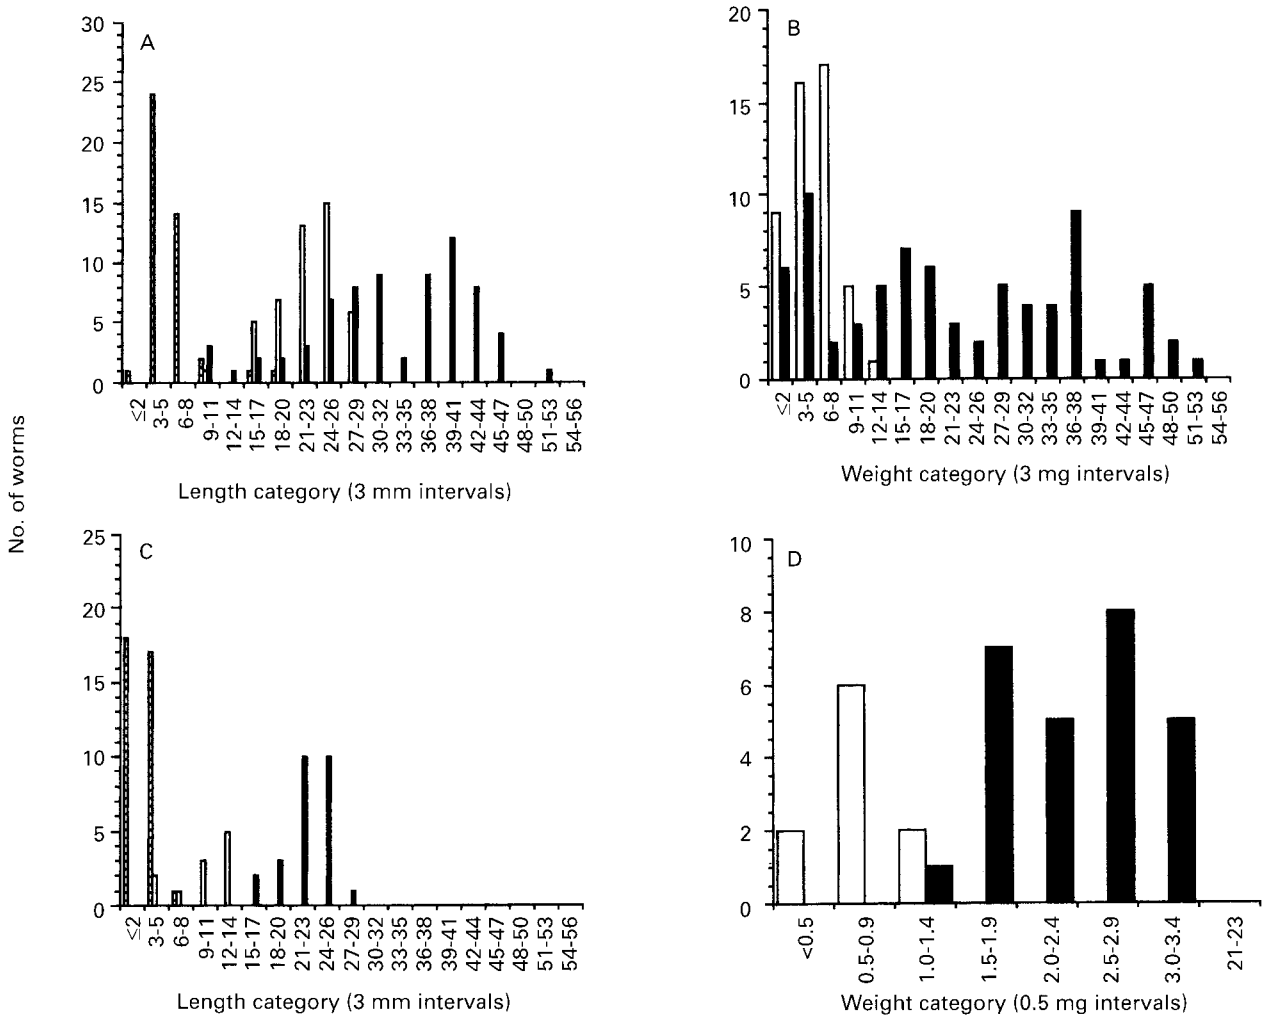 No. of worms
A
30
25
20
15
10
5
0
≤2 3-5 6-8 9-11 12-14 15-17 18-20 21-23 24-26 27-29 30-32 33-35 36-38 39-41 42-44 45-47 48-50 51-53 54-56
Length category (3 mm intervals)
B
20
15
10
5
0
≤2 3-5 6-8 9-11 12-14 15-17 18-20 21-23 24-26 27-29 30-32 33-35 36-38 39-41 42-44 45-47 48-50 51-53 54-56
Weight category (3 mg intervals)
C
25
20
15
10
5
0
≤2 3-5 6-8 9-11 12-14 15-17 18-20 21-23 24-26 27-29 30-32 33-35 36-38 39-41 42-44 45-47 48-50 51-53 54-56
Length category (3 mm intervals)
D
10
8
6
4
2
0
<0.5 0.5-0.9 1.0-1.4 1.5-1.9 2.0-2.4 2.5-2.9 3.0-3.4 21-23
Weight category (0.5 mg intervals)